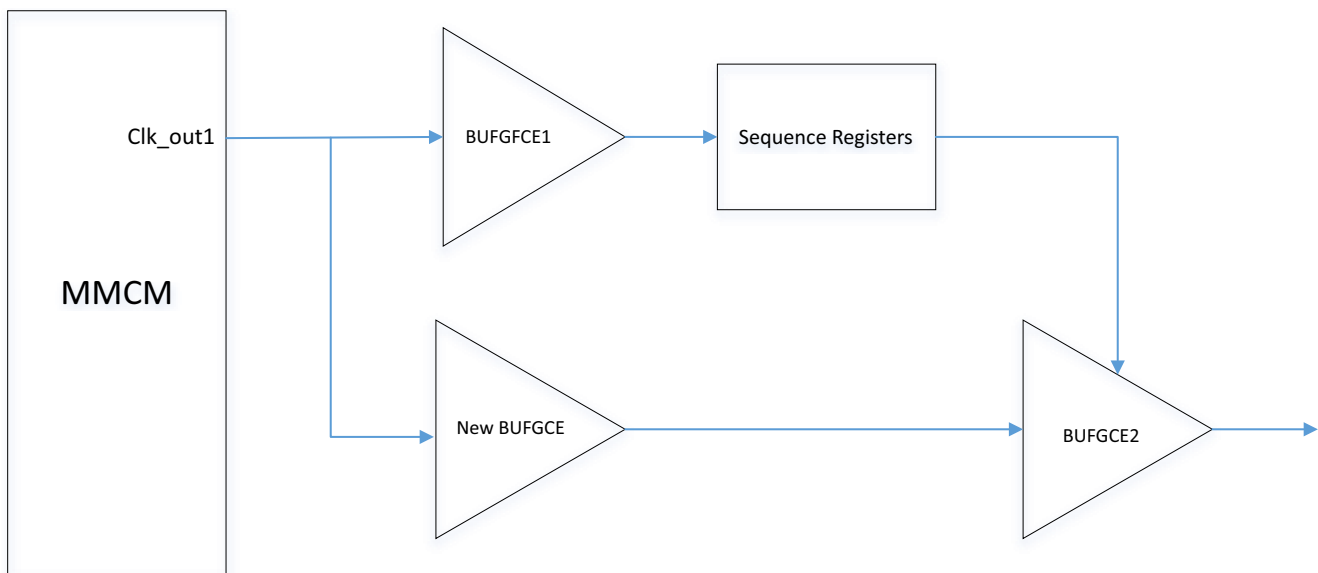 Clk_out1
BUFGFCE1
Sequence Registers
MMCM
New BUFGCE
BUFGCE2